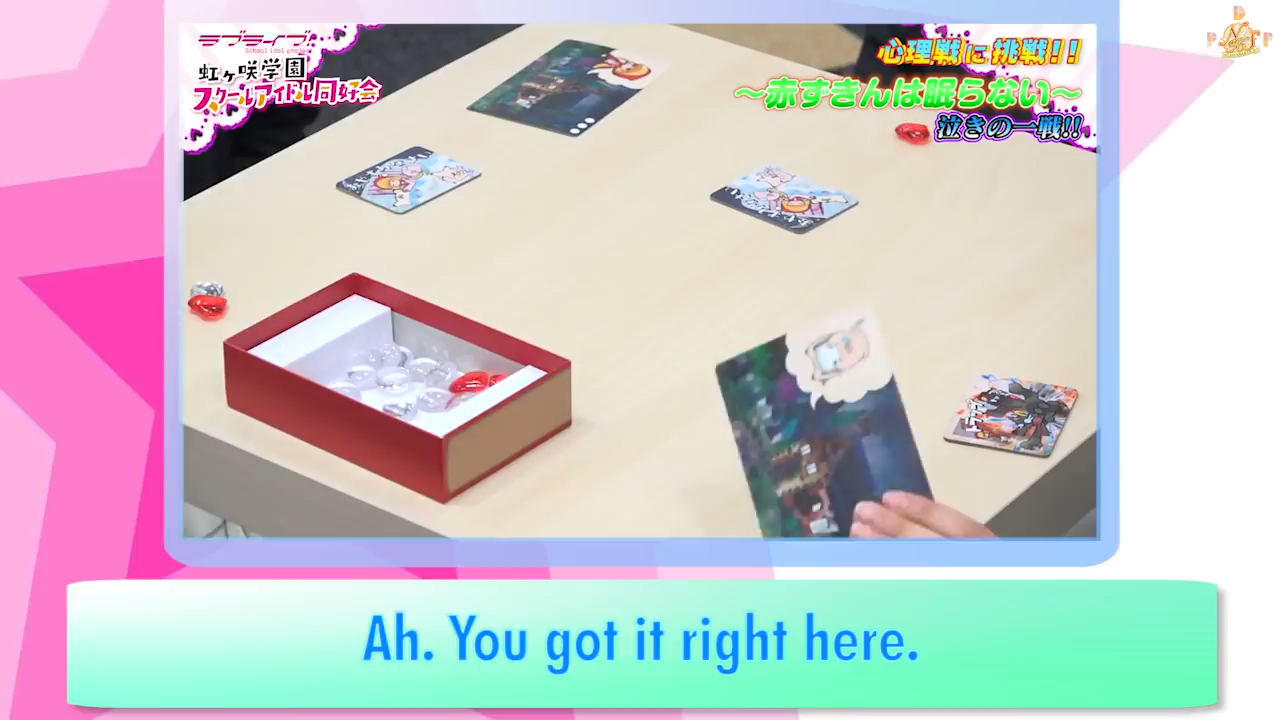 ラブライブ!
School idol project
虹ヶ咲学園
スクールアイドル同好会
心理戦に挑戦!!
～赤ずきんは眠らない～
泣きの一戦!!
Ah. You got it right here.